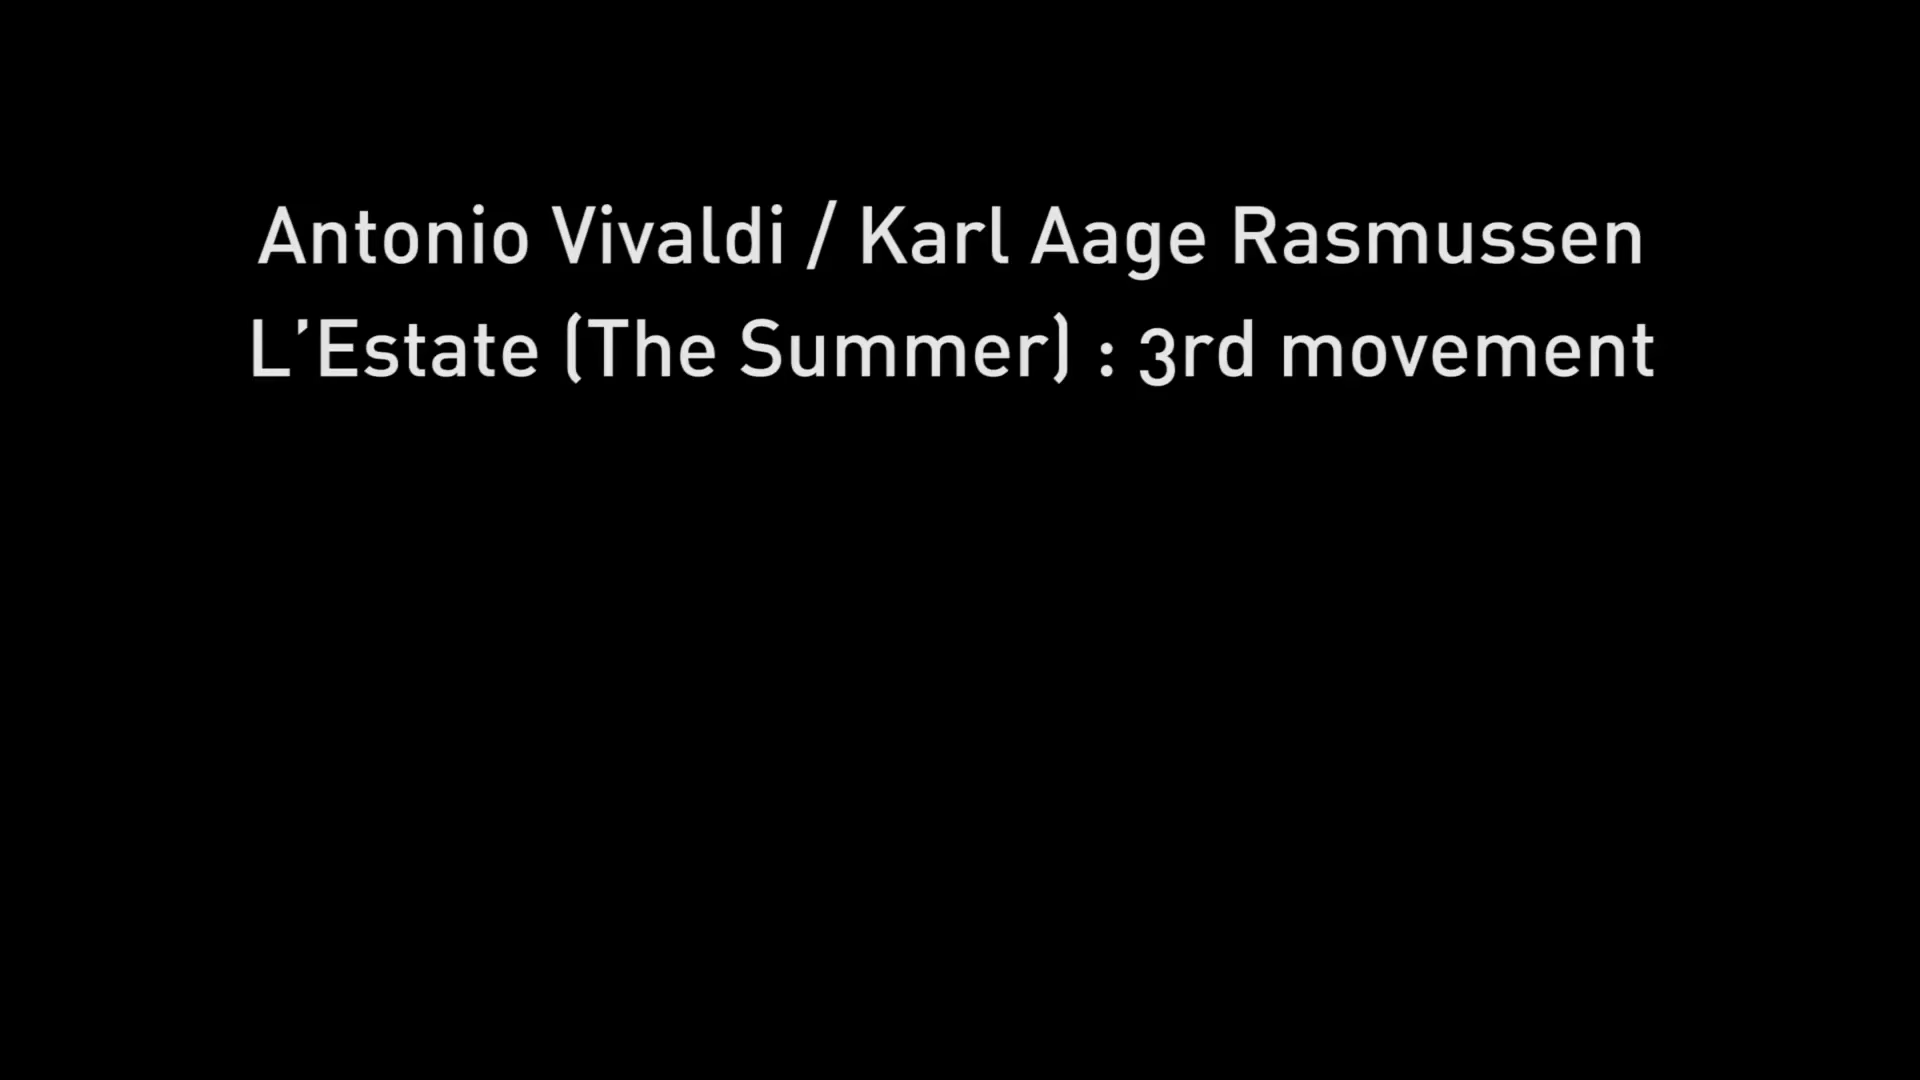 Antonio Vivaldi / Karl Aage Rasmussen
L’Estate (The Summer) : 3rd movement